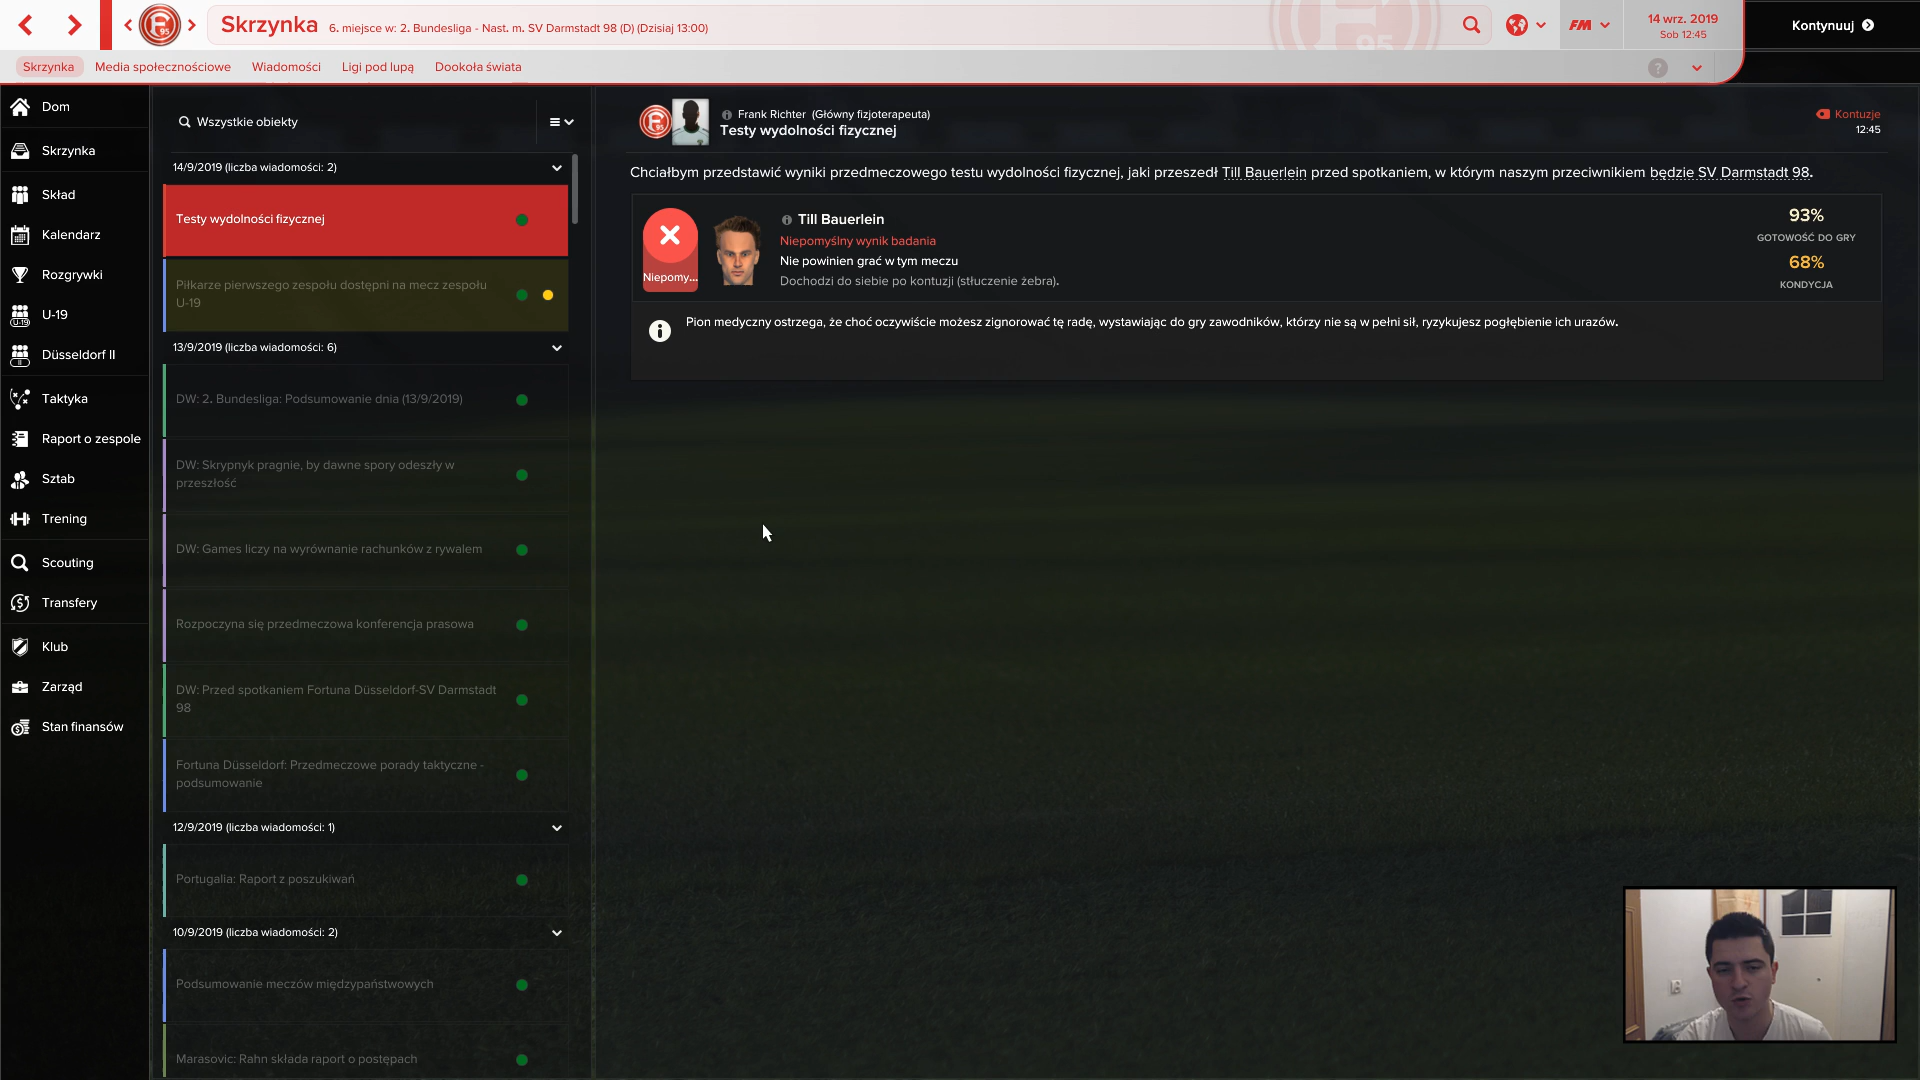 Skrzynka
6. miejsce w: 2. Bundesliga - Nast. m. SV Darmstadt 98 (D) (Dzisiaj 13:00)
FM
14 wrz. 2019
Sob 12:45
Kontynuuj
Skrzynka
Media społecznościowe
Wiadomości
Ligi pod lupą
Dookoła świata
?
Dom
Skrzynka
Skład
Kalendarz
Rozgrywki
U-19
Düsseldorf II
Taktyka
Raport o zespole
Sztab
Trening
Scouting
Transfery
Klub
Zarząd
Stan finansów
Wszystkie obiekty
14/9/2019 (liczba wiadomości: 2)
Testy wydolności fizycznej
Piłkarze pierwszego zespołu dostępni na mecz zespołu
U-19
13/9/2019 (liczba wiadomości: 6)
DW: 2. Bundesliga: Podsumowanie dnia (13/9/2019)
DW: Skrypnyk pragnie, by dawne spory odeszły w
przeszłość
DW: Games liczy na wyrównanie rachunków z rywalem
Rozpoczyna się przedmeczowa konferencja prasowa
DW: Przed spotkaniem Fortuna Düsseldorf-SV Darmstadt
98
Fortuna Düsseldorf: Przedmeczowe porady taktyczne -
podsumowanie
12/9/2019 (liczba wiadomości: 1)
Portugalia: Raport z poszukiwań
10/9/2019 (liczba wiadomości: 2)
Podsumowanie meczów międzypaństwowych
Marasovic: Rahn składa raport o postępach
Frank Richter (Główny fizjoterapeuta)
Testy wydolności fizycznej
Kontuzje
12:45
Chciałbym przedstawić wyniki przedmeczowego testu wydolności fizycznej, jaki przeszedł Till Bauerlein przed spotkaniem, w którym naszym przeciwnikiem będzie SV Darmstadt 98.
Niepomy...
Till Bauerlein
Niepomyślny wynik badania
Nie powinien grać w tym meczu
Dochodzi do siebie po kontuzji (stłuczenie żebra).
93%
GOTOWOŚĆ DO GRY
68%
KONDYCJA
Pion medyczny ostrzega, że choć oczywiście możesz zignorować tę radę, wystawiając do gry zawodników, którzy nie są w pełni sił, ryzykujesz pogłębienie ich urazów.